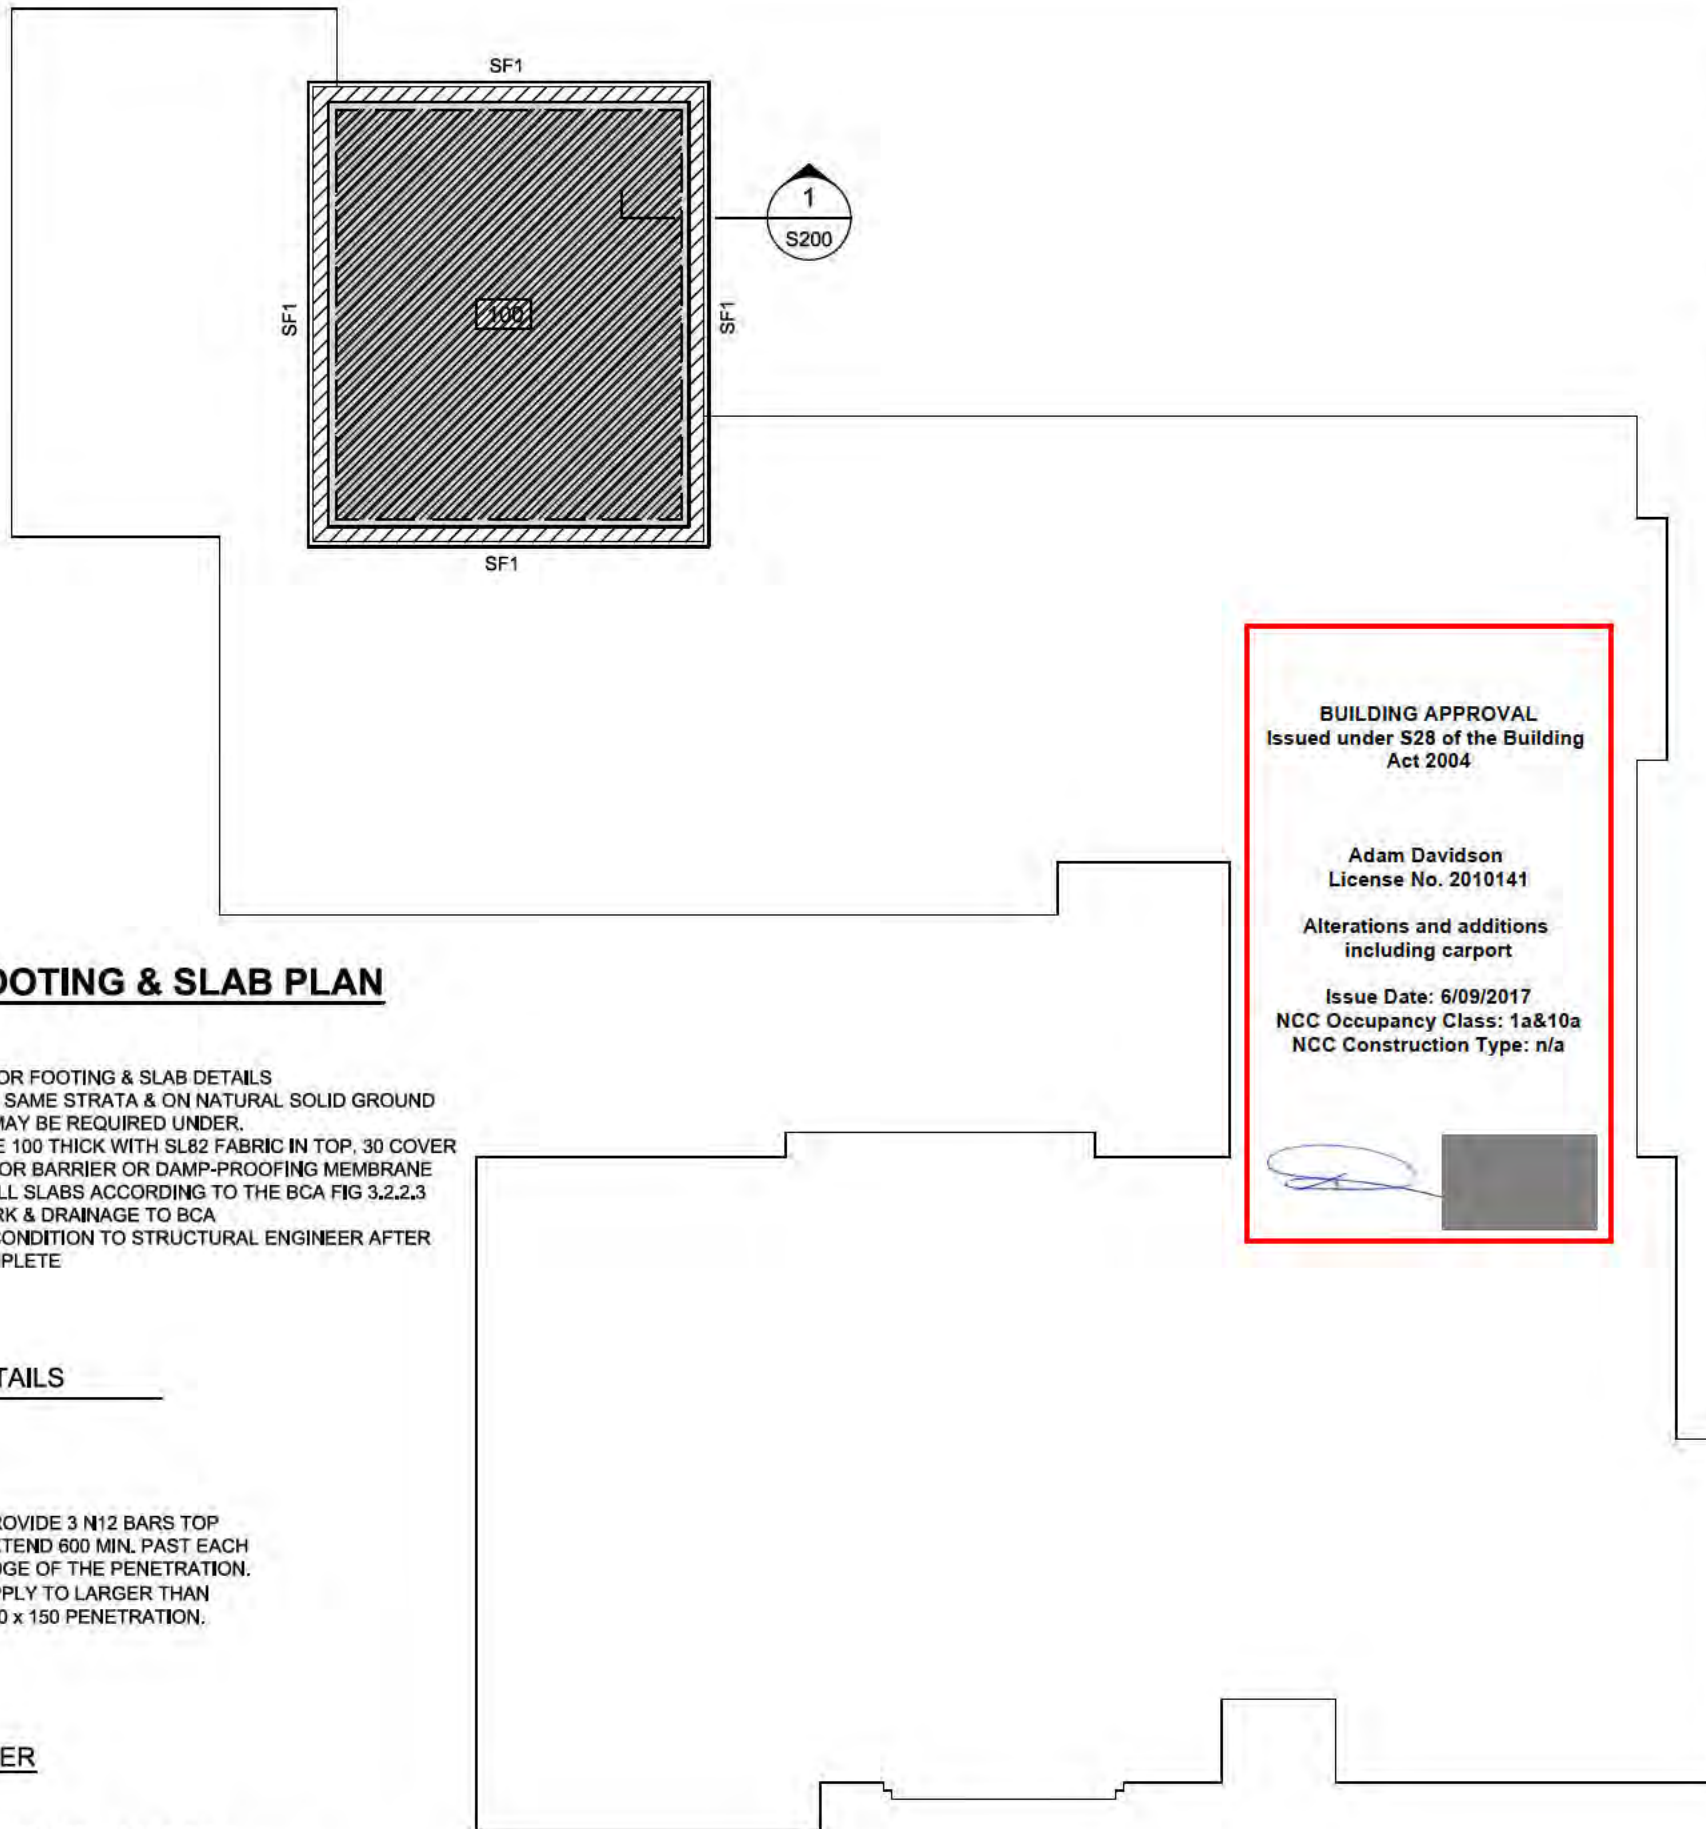 SF1
1
S200
SF1
100
SF1
SF1
BUILDING APPROVAL
Issued under S28 of the Building
Act 2004
Adam Davidson
License No. 2010141
Alterations and additions
including carport
Issue Date: 6/09/2017
NCC Occupancy Class: 1a&10a
NCC Construction Type: n/a
OOTING & SLAB PLAN
OR FOOTING & SLAB DETAILS
SAME STRATA & ON NATURAL SOLID GROUND
MAY BE REQUIRED UNDER.
E 100 THICK WITH SL82 FABRIC IN TOP, 30 COVER
OR BARRIER OR DAMP-PROOFING MEMBRANE
LL SLABS ACCORDING TO THE BCA FIG 3.2.2.3
RK & DRAINAGE TO BCA
CONDITION TO STRUCTURAL ENGINEER AFTER
PLETE
TAILS
ROVIDE 3 N12 BARS TOP
TEND 600 MIN. PAST EACH
DGE OF THE PENETRATION.
PPLY TO LARGER THAN
0 x 150 PENETRATION.
ER